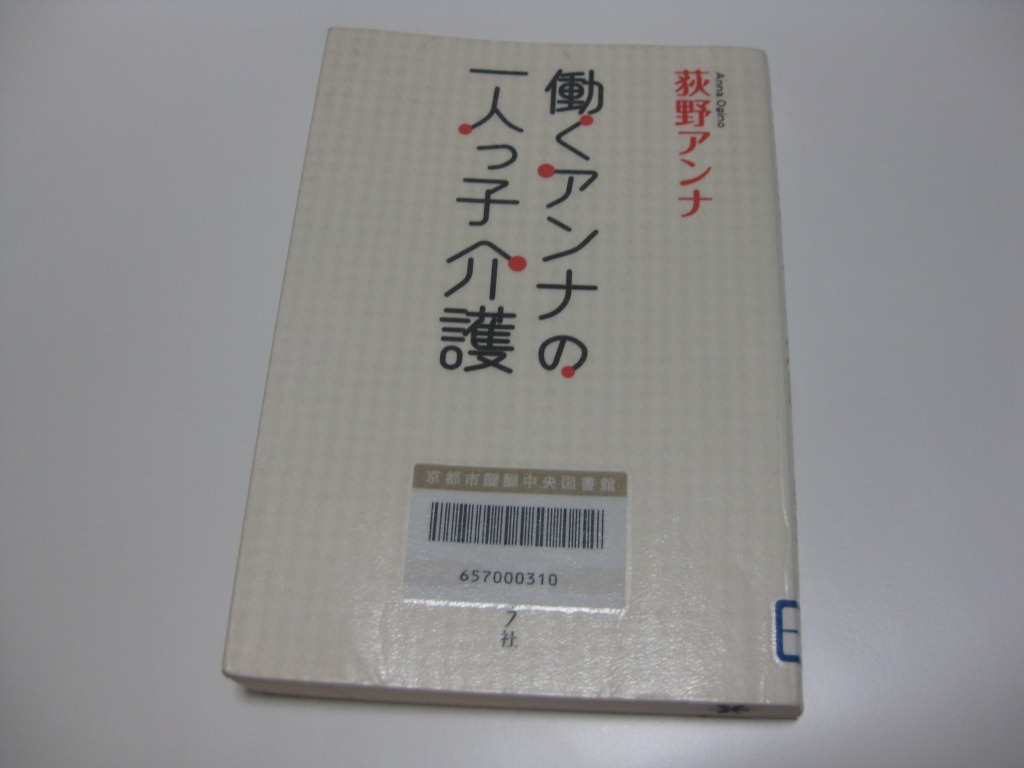 Anna Ogino
荻野アンナ
働くアンナの
一人っ子介護
京都市醍醐中央図書館
657000310
フ社